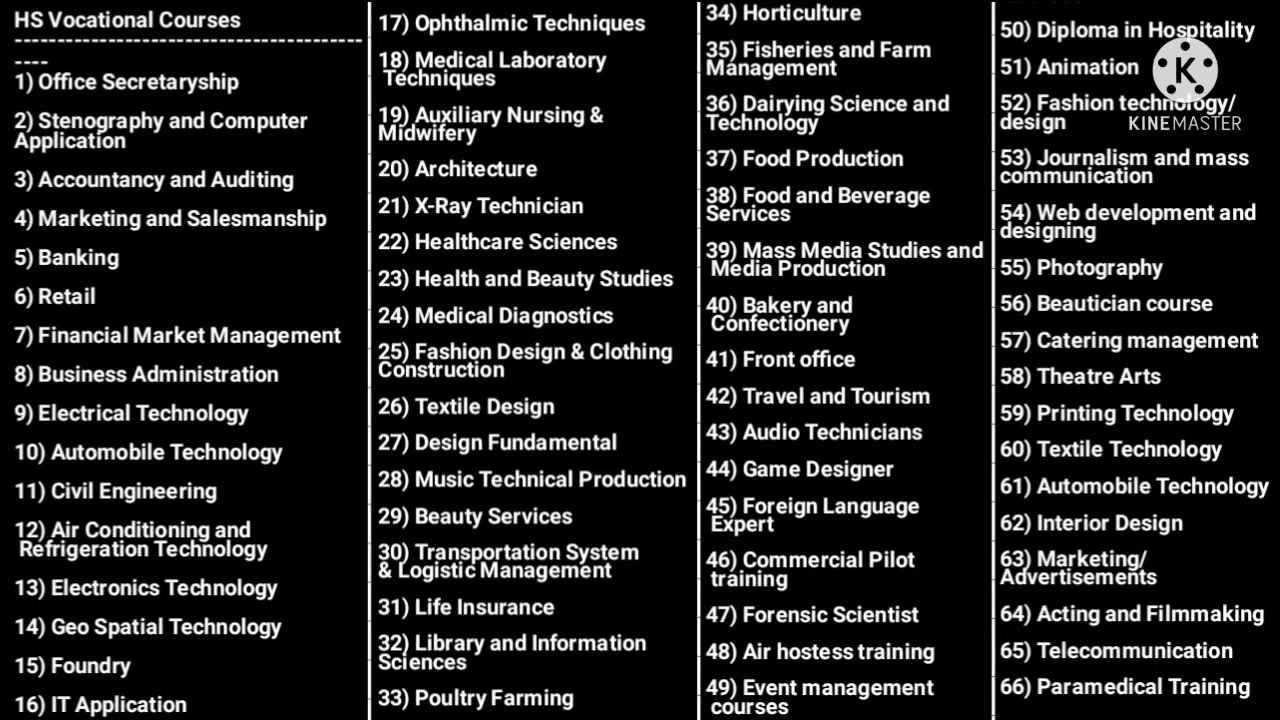 HS Vocational Courses
--------------------------------------
----
1) Office Secretaryship
2) Stenography and Computer
Application
3) Accountancy and Auditing
4) Marketing and Salesmanship
5) Banking
6) Retail
7) Financial Market Management
8) Business Administration
9) Electrical Technology
10) Automobile Technology
11) Civil Engineering
12) Air Conditioning and
Refrigeration Technology
13) Electronics Technology
14) Geo Spatial Technology
15) Foundry
16) IT Application
17) Ophthalmic Techniques
18) Medical Laboratory
Techniques
19) Auxiliary Nursing &
Midwifery
20) Architecture
21) X-Ray Technician
22) Healthcare Sciences
23) Health and Beauty Studies
24) Medical Diagnostics
25) Fashion Design & Clothing
Construction
26) Textile Design
27) Design Fundamental
28) Music Technical Production
29) Beauty Services
30) Transportation System
& Logistic Management
31) Life Insurance
32) Library and Information
Sciences
33) Poultry Farming
34) Horticulture
35) Fisheries and Farm
Management
36) Dairying Science and
Technology
37) Food Production
38) Food and Beverage
Services
39) Mass Media Studies and
Media Production
40) Bakery and
Confectionery
41) Front office
42) Travel and Tourism
43) Audio Technicians
44) Game Designer
45) Foreign Language
Expert
46) Commercial Pilot
training
47) Forensic Scientist
48) Air hostess training
49) Event management
courses
50) Diploma in Hospitality
51) Animation
52) Fashion technology/
design
53) Journalism and mass
communication
54) Web development and
designing
55) Photography
56) Beautician course
57) Catering management
58) Theatre Arts
59) Printing Technology
60) Textile Technology
61) Automobile Technology
62) Interior Design
63) Marketing/
Advertisements
64) Acting and Filmmaking
65) Telecommunication
66) Paramedical Training
K
KINEMASTER